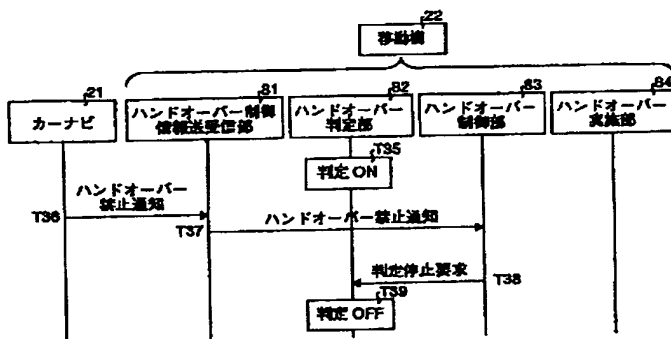 22
移動機
21
カーナビ
81
ハンドオーバー制御
情報送受信部
82
ハンドオーバー
判定部
83
ハンドオーバー
制御部
84
ハンドオーバー
実施部
T35
判定 ON
ハンドオーバー
禁止通知
T36
T37
ハンドオーバー禁止通知
判定停止要求
T38
T39
判定 OFF